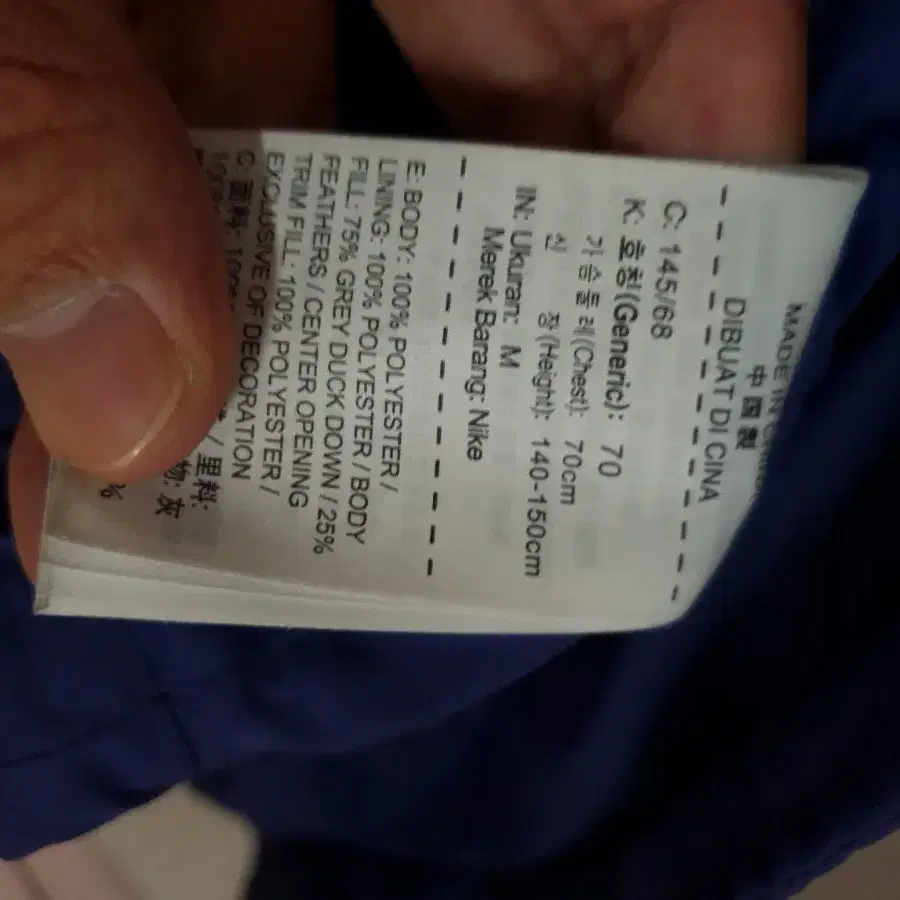 MADE IN
中国製
DIBUAT DI CINA
C: 145/68
K: 호칭(Generic): 70
가슴둘레(Chest): 70cm
신 장(Height): 140-150cm
IN: Ukuran: M
Merek Barang: Nike
E: BODY: 100% POLYESTER /
LINING: 100% POLYESTER / BODY
FILL: 75% GREY DUCK DOWN / 25%
FEATHERS / CENTER OPENING
TRIM FILL: 100% POLYESTER /
EXCLUSIVE OF DECORATION
C: 面料: / 里料:
物: 灰
%